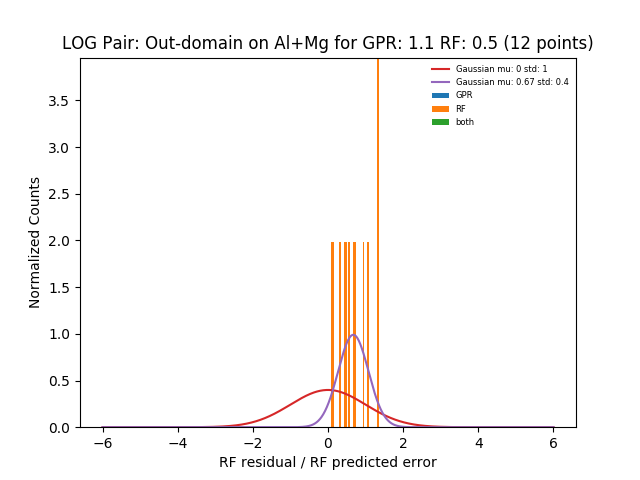 LOG Pair: Out-domain on Al+Mg for GPR: 1.1 RF: 0.5 (12 points)
Gaussian mu: 0 std: 1
Gaussian mu: 0.67 std: 0.4
GPR
RF
both
Normalized Counts
3.5
3.0
2.5
2.0
1.5
1.0
0.5
0.0
−6 −4 −2 0 2 4 6
RF residual / RF predicted error